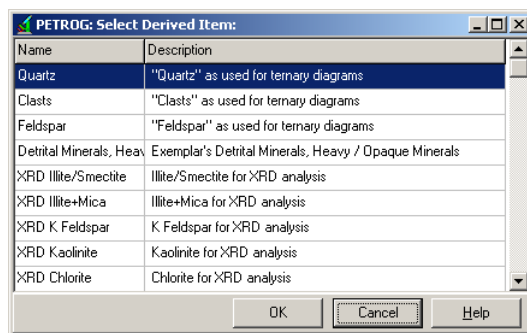 PETROG: Select Derived Item:
Name Description
Quartz "Quartz" as used for ternary diagrams
Clasts "Clasts" as used for ternary diagrams
Feldspar "Feldspar" as used for ternary diagrams
Detrital Minerals, Heav Exemplar's Detrital Minerals, Heavy / Opaque Minerals
XRD Illite/Smectite Illite/Smectite for XRD analysis
XRD Illite+Mica Illite+Mica for XRD analysis
XRD K Feldspar K Feldspar for XRD analysis
XRD Kaolinite Kaolinite for XRD analysis
XRD Chlorite Chlorite for XRD analysis
OK Cancel Help